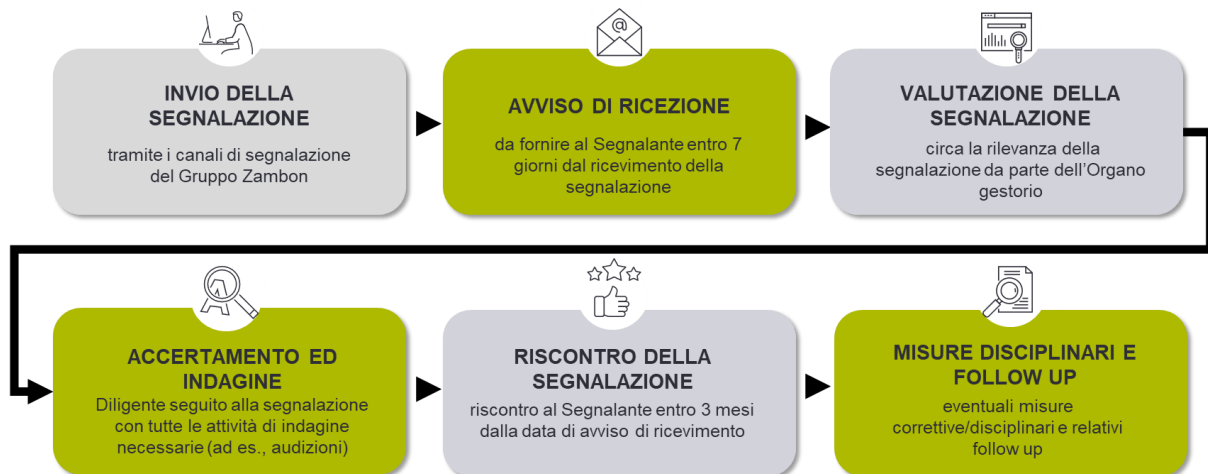 INVIO DELLA
SEGNALAZIONE
tramite i canali di segnalazione
del Gruppo Zambon
@
AVVISO DI RICEZIONE
da fornire al Segnalante entro 7
giorni dal ricevimento della
segnalazione
VALUTAZIONE DELLA
SEGNALAZIONE
circa la rilevanza della
segnalazione da parte dell'Organo
gestorio
ACCERTAMENTO ED
INDAGINE
Diligente seguito alla segnalazione
con tutte le attività di indagine
necessarie (ad es., audizioni)
RISCONTRO DELLA
SEGNALAZIONE
riscontro al Segnalante entro 3 mesi
dalla data di avviso di ricevimento
MISURE DISCIPLINARI E
FOLLOW UP
eventuali misure
correttive/disciplinari e relativi
follow up